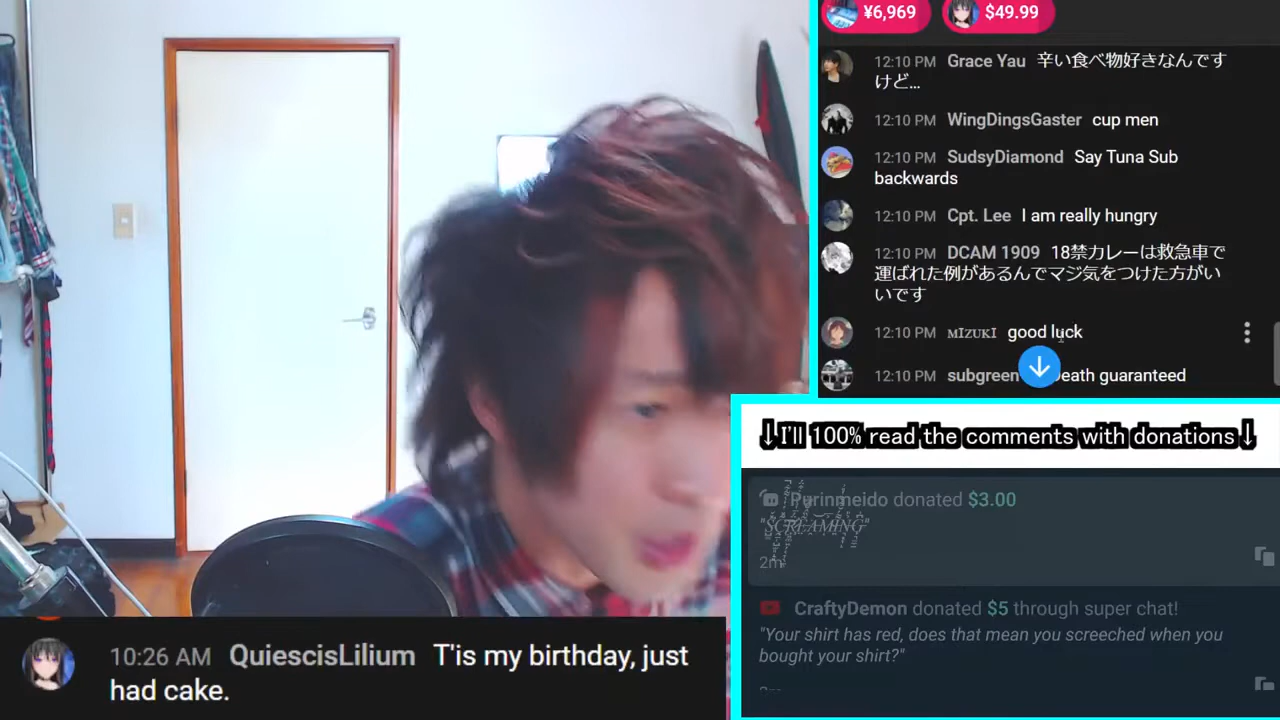 ¥6,969
$49.99
12:10 PM Grace Yau 辛い食べ物好きなんです
けど...
12:10 PM WingDingsGaster cup men
12:10 PM SudsyDiamond Say Tuna Sub
backwards
12:10 PM Cpt. Lee I am really hungry
12:10 PM DCAM 1909 18禁カレーは救急車で
運ばれた例があるんでマジ気をつけた方がい
いです
12:10 PM ᴍɪᴢᴜᴋɪ good luck
12:10 PM subgreen eath guaranteed
↓I'll 100% read the comments with donations↓
Purinmeido donated $3.00
"SCREAMING"
2m
CraftyDemon donated $5 through super chat!
"Your shirt has red, does that mean you screeched when you
bought your shirt?"
10:26 AM QuiescisLilium T'is my birthday, just
had cake.